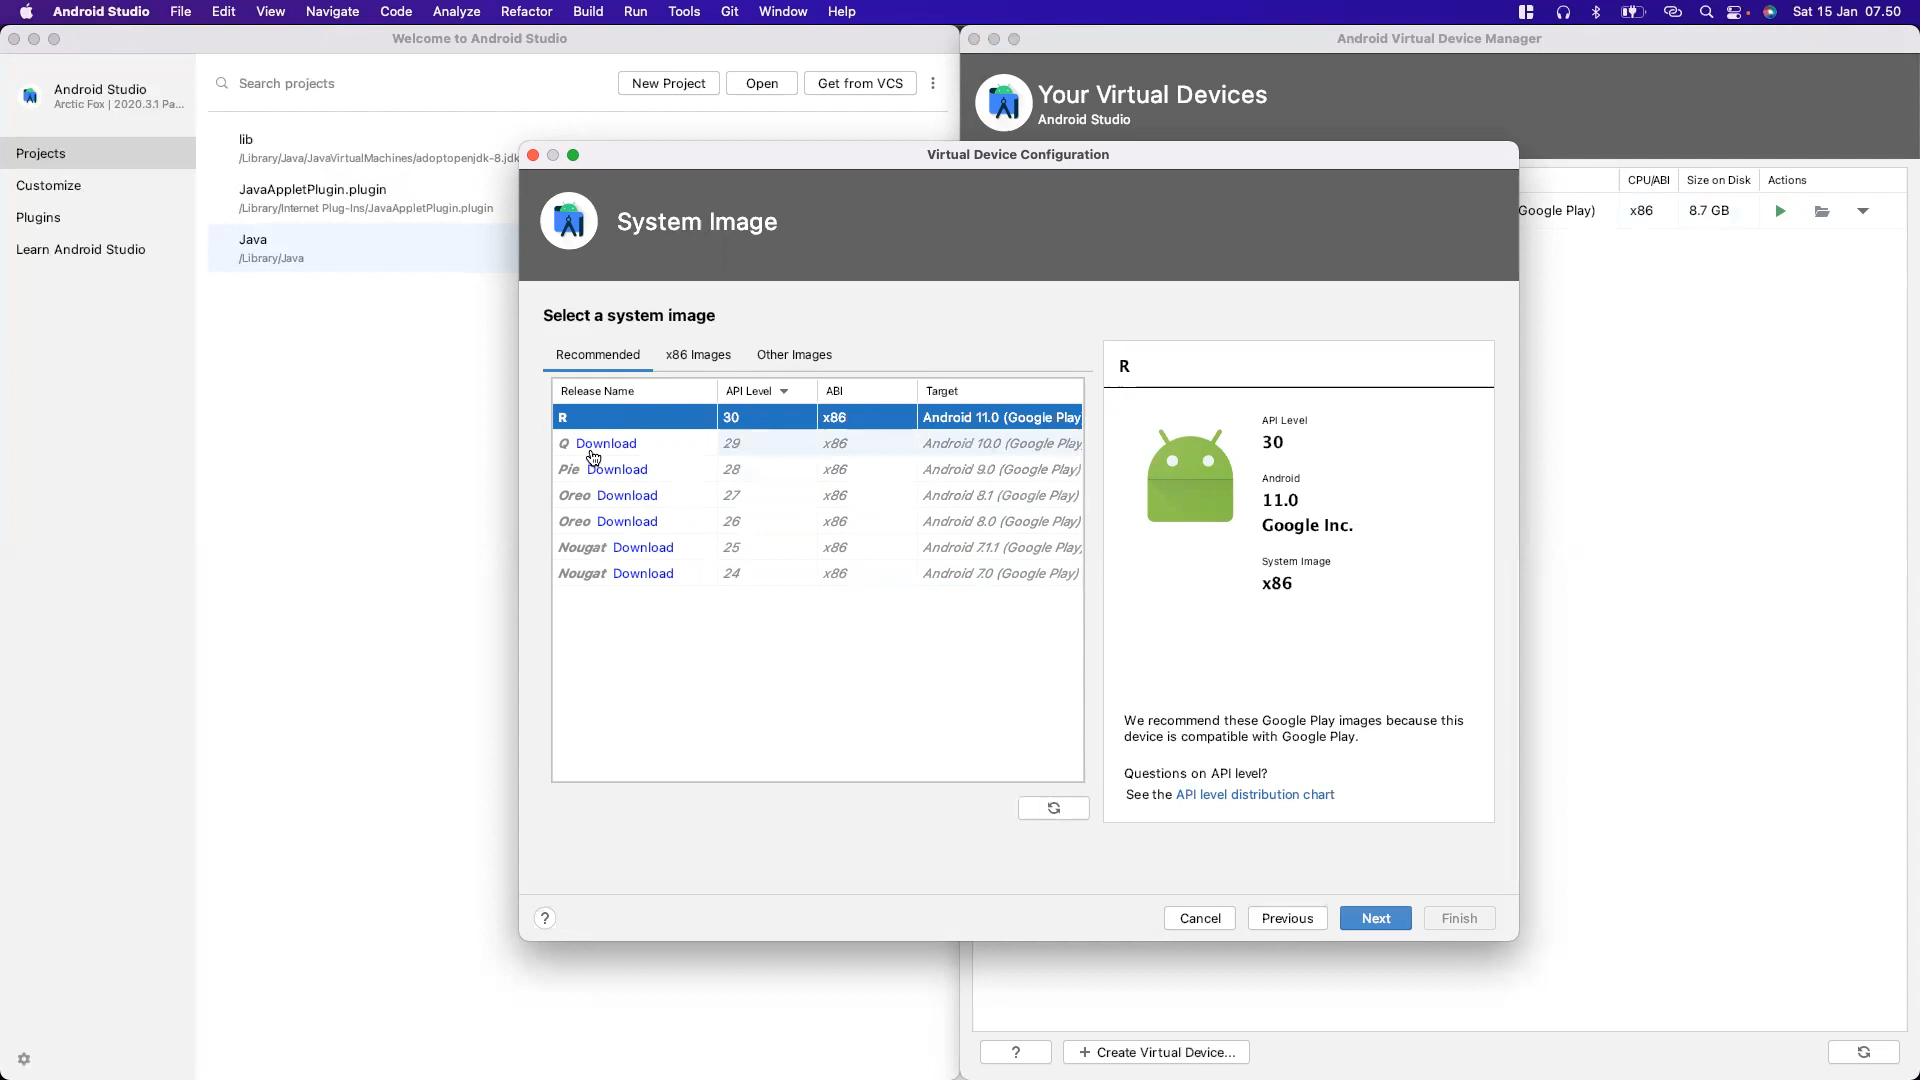 Android Studio File Edit View Navigate Code Analyze Refactor Build Run Tools Git Window Help Sat 15 Jan 07.50
Welcome to Android Studio
Android Virtual Device Manager
Android Studio
Arctic Fox | 2020.3.1 Pa...
Search projects
New Project
Open
Get from VCS
Your Virtual Devices
Android Studio
Projects
Customize
Plugins
Learn Android Studio
lib
/Library/Java/JavaVirtualMachines/adoptopenjdk-8.jdk
JavaAppletPlugin.plugin
/Library/Internet Plug-Ins/JavaAppletPlugin.plugin
Java
/Library/Java
CPU/ABI Size on Disk Actions
Google Play) x86 8.7 GB
Virtual Device Configuration
System Image
Select a system image
Recommended x86 Images Other Images
Release Name API Level ABI Target
R 30 x86 Android 11.0 (Google Play
Q Download 29 x86 Android 10.0 (Google Play
Pie Download 28 x86 Android 9.0 (Google Play)
Oreo Download 27 x86 Android 8.1 (Google Play)
Oreo Download 26 x86 Android 8.0 (Google Play)
Nougat Download 25 x86 Android 7.1.1 (Google Play)
Nougat Download 24 x86 Android 7.0 (Google Play)
R
API Level
30
Android
11.0
Google Inc.
System Image
x86
We recommend these Google Play images because this
device is compatible with Google Play.
Questions on API level?
See the API level distribution chart
? Cancel Previous Next Finish
? + Create Virtual Device...